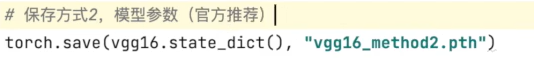 # 保存方式2，模型参数（官方推荐）
torch.save(vgg16.state_dict(), "vgg16_method2.pth")